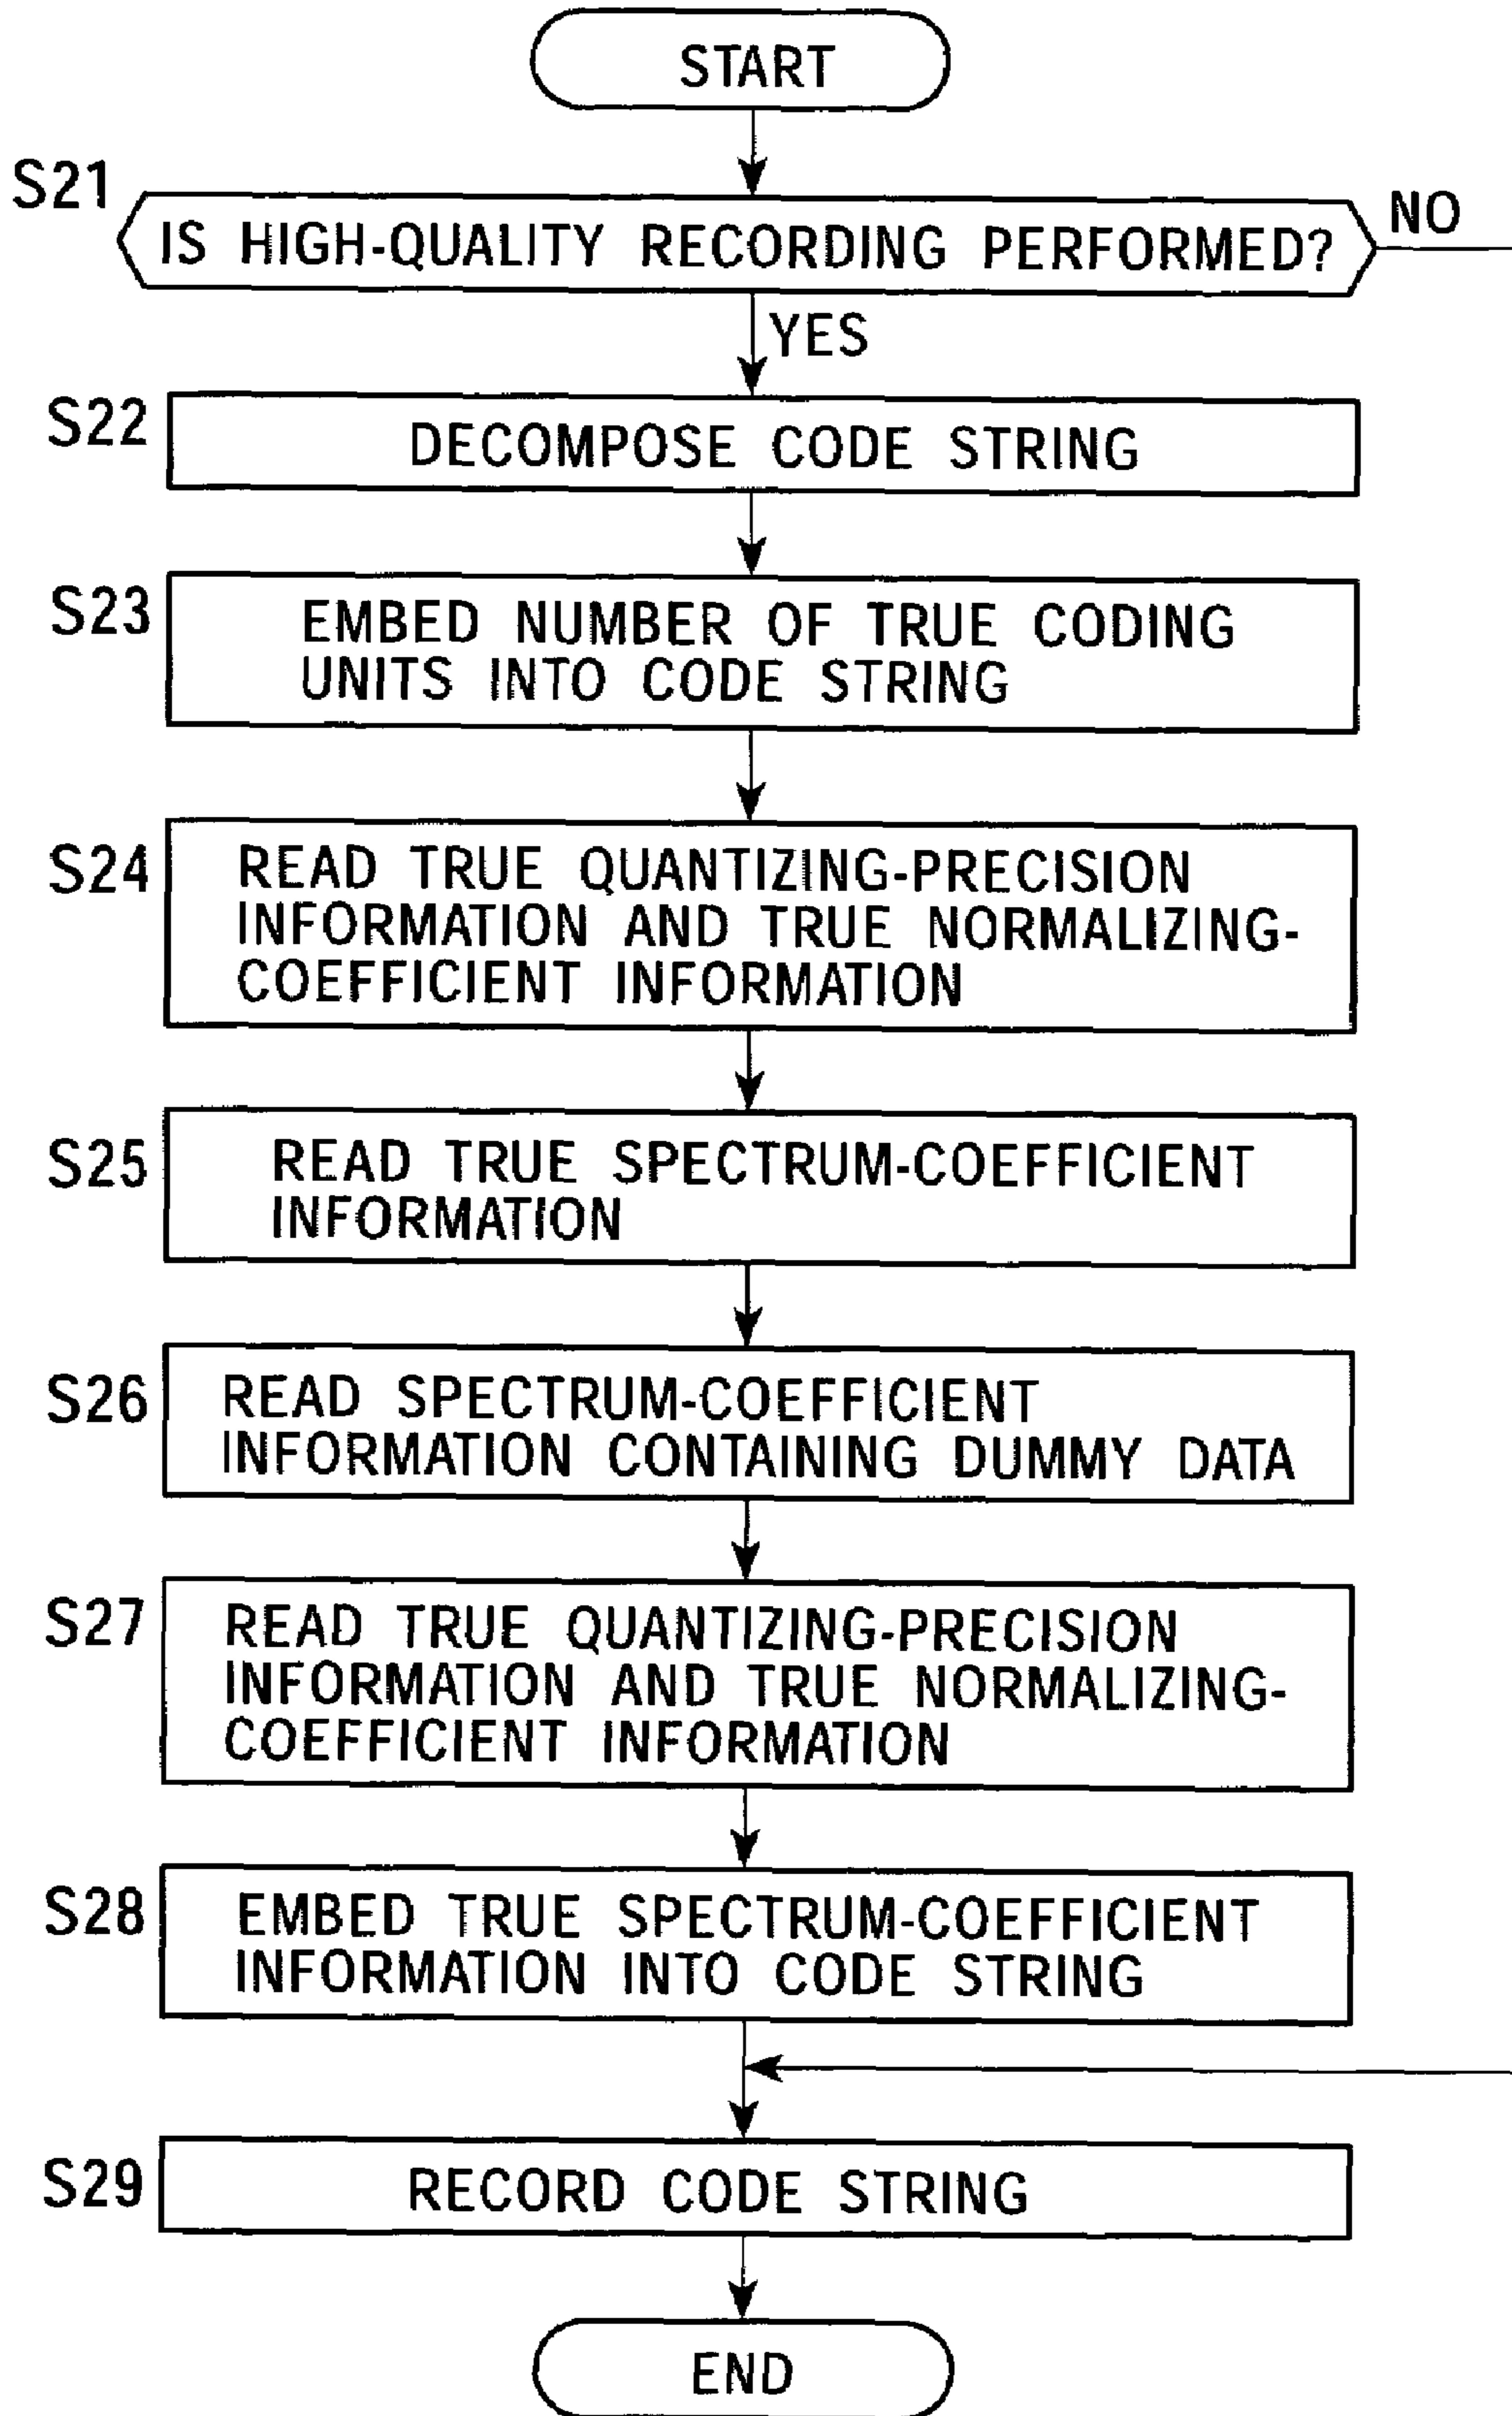 START
S21
IS HIGH-QUALITY RECORDING PERFORMED?
NO
YES
S22
DECOMPOSE CODE STRING
S23
EMBED NUMBER OF TRUE CODING
UNITS INTO CODE STRING
S24
READ TRUE QUANTIZING-PRECISION
INFORMATION AND TRUE NORMALIZING-
COEFFICIENT INFORMATION
S25
READ TRUE SPECTRUM-COEFFICIENT
INFORMATION
S26
READ SPECTRUM-COEFFICIENT
INFORMATION CONTAINING DUMMY DATA
S27
READ TRUE QUANTIZING-PRECISION
INFORMATION AND TRUE NORMALIZING-
COEFFICIENT INFORMATION
S28
EMBED TRUE SPECTRUM-COEFFICIENT
INFORMATION INTO CODE STRING
S29
RECORD CODE STRING
END